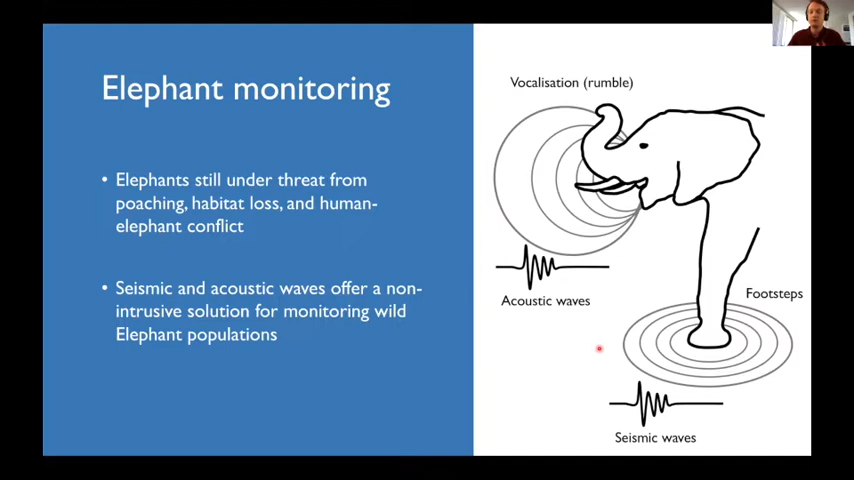 Elephant monitoring
• Elephants still under threat from
poaching, habitat loss, and human-
elephant conflict
• Seismic and acoustic waves offer a non-
intrusive solution for monitoring wild
Elephant populations
Vocalisation (rumble)
Acoustic waves
Footsteps
Seismic waves